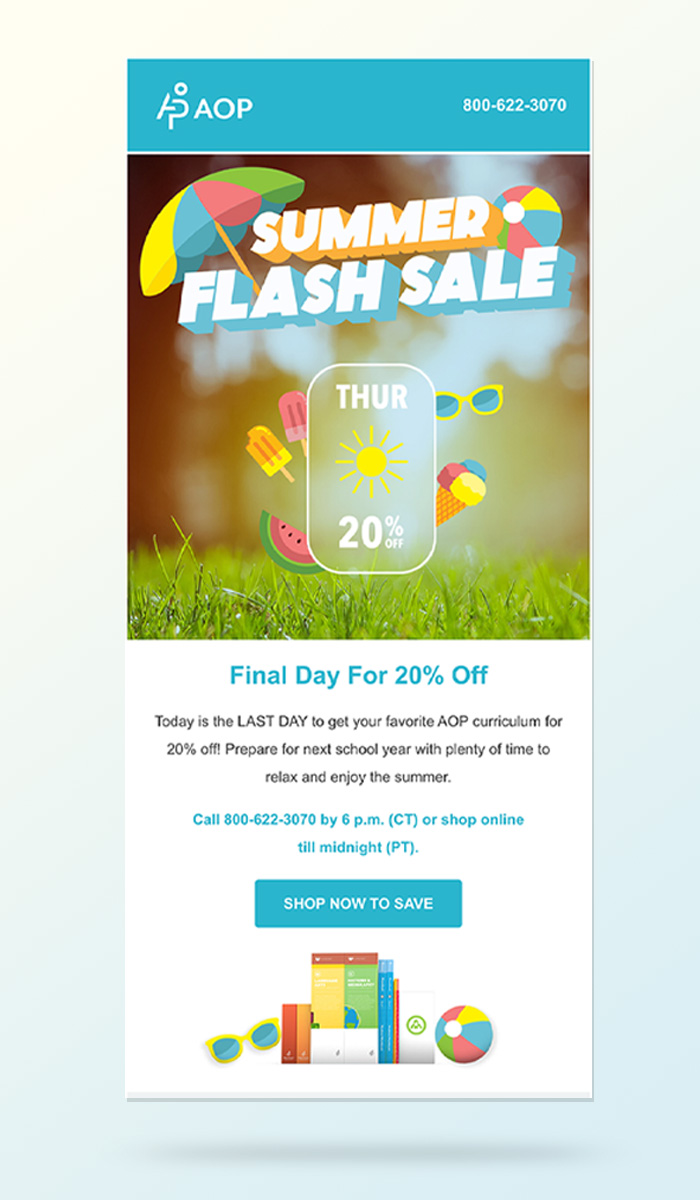 AOP
800-622-3070
SUMMER
FLASH SALE
THUR
20% OFF
Final Day For 20% Off
Today is the LAST DAY to get your favorite AOP curriculum for
20% off! Prepare for next school year with plenty of time to
relax and enjoy the summer.
Call 800-622-3070 by 6 p.m. (CT) or shop online
till midnight (PT).
SHOP NOW TO SAVE